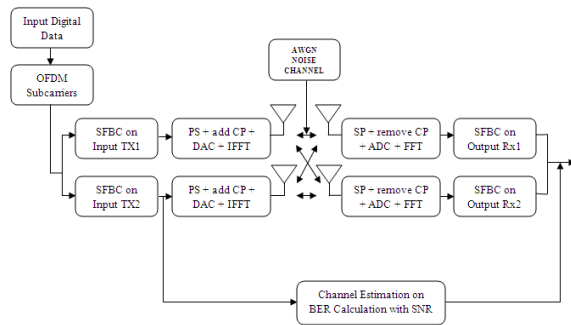 Input Digital
Data
OFDM
Subcarriers
AWGN
NOISE
CHANNEL
SFBC on
Input TX1
PS + add CP +
DAC + IFFT
SP + remove CP
+ ADC + FFT
SFBC on
Output Rx1
SFBC on
Input TX2
PS + add CP +
DAC + IFFT
SP + remove CP
+ ADC + FFT
SFBC on
Output Rx2
Channel Estimation on
BER Calculation with SNR